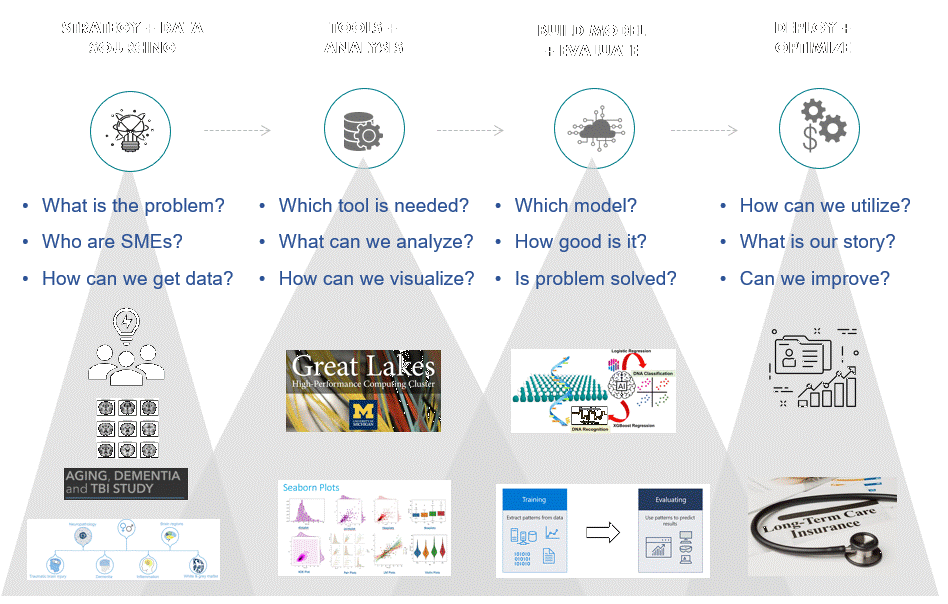 STRATEGY + DATA
SOURCING
TOOLS +
ANALYSIS
BUILD MODEL
+ EVALUATE
DEPLOY +
OPTIMIZE
• What is the problem?
• Who are SMEs?
• How can we get data?
• Which tool is needed?
• What can we analyze?
• How can we visualize?
• Which model?
• How good is it?
• Is problem solved?
• How can we utilize?
• What is our story?
• Can we improve?
AGING, DEMENTIA
and TBI STUDY
Neuropathology
Brain regions
Traumatic brain injury
Dementia
Inflammation
White & grey matter
Great Lakes
High-Performance Computing Cluster
M
UNIVERSITY OF
MICHIGAN
Seaborn Plots
Logistic Regression
DNA Classification
AI
XGBoost Regression
DNA Recognition
Training
Extract patterns from data
010101
010101
Evaluating
Use patterns to predict
results
$
Long-Term Care
Insurance